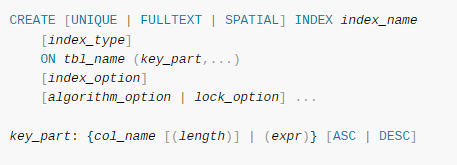 CREATE [UNIQUE | FULLTEXT | SPATIAL] INDEX index_name
    [index_type]
    ON tbl_name (key_part,...)
    [index_option]
    [algorithm_option | lock_option] ...

key_part: {col_name [(length)] | (expr)} [ASC | DESC]